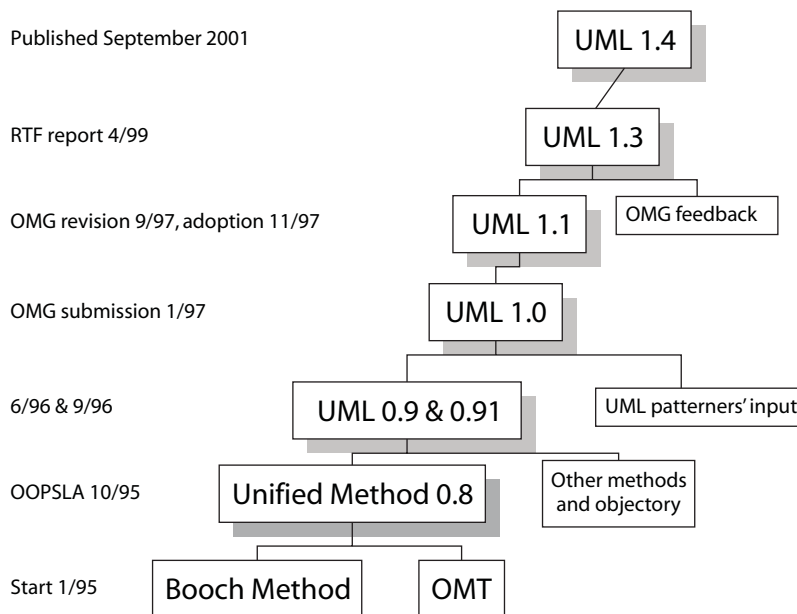 Published September 2001
UML 1.4
RTF report 4/99
UML 1.3
OMG revision 9/97, adoption 11/97
UML 1.1
OMG feedback
OMG submission 1/97
UML 1.0
6/96 & 9/96
UML 0.9 & 0.91
UML patterners' input
OOPSLA 10/95
Unified Method 0.8
Other methods
and objectory
Start 1/95
Booch Method
OMT